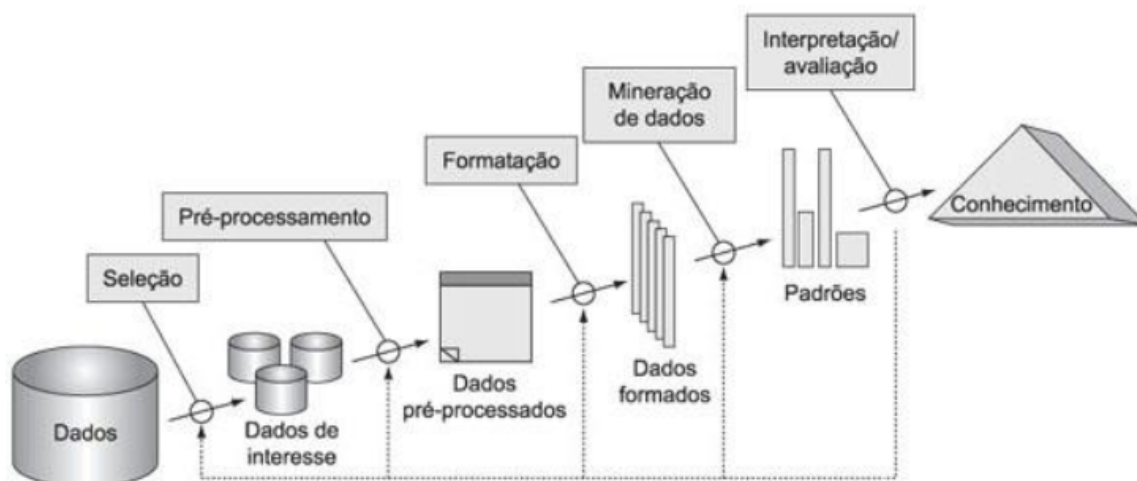 Interpretação/
avaliação
Mineração
de dados
Formatação
Pré-processamento
Seleção
Conhecimento
Padrões
Dados
formados
Dados
pré-processados
Dados de
interesse
Dados